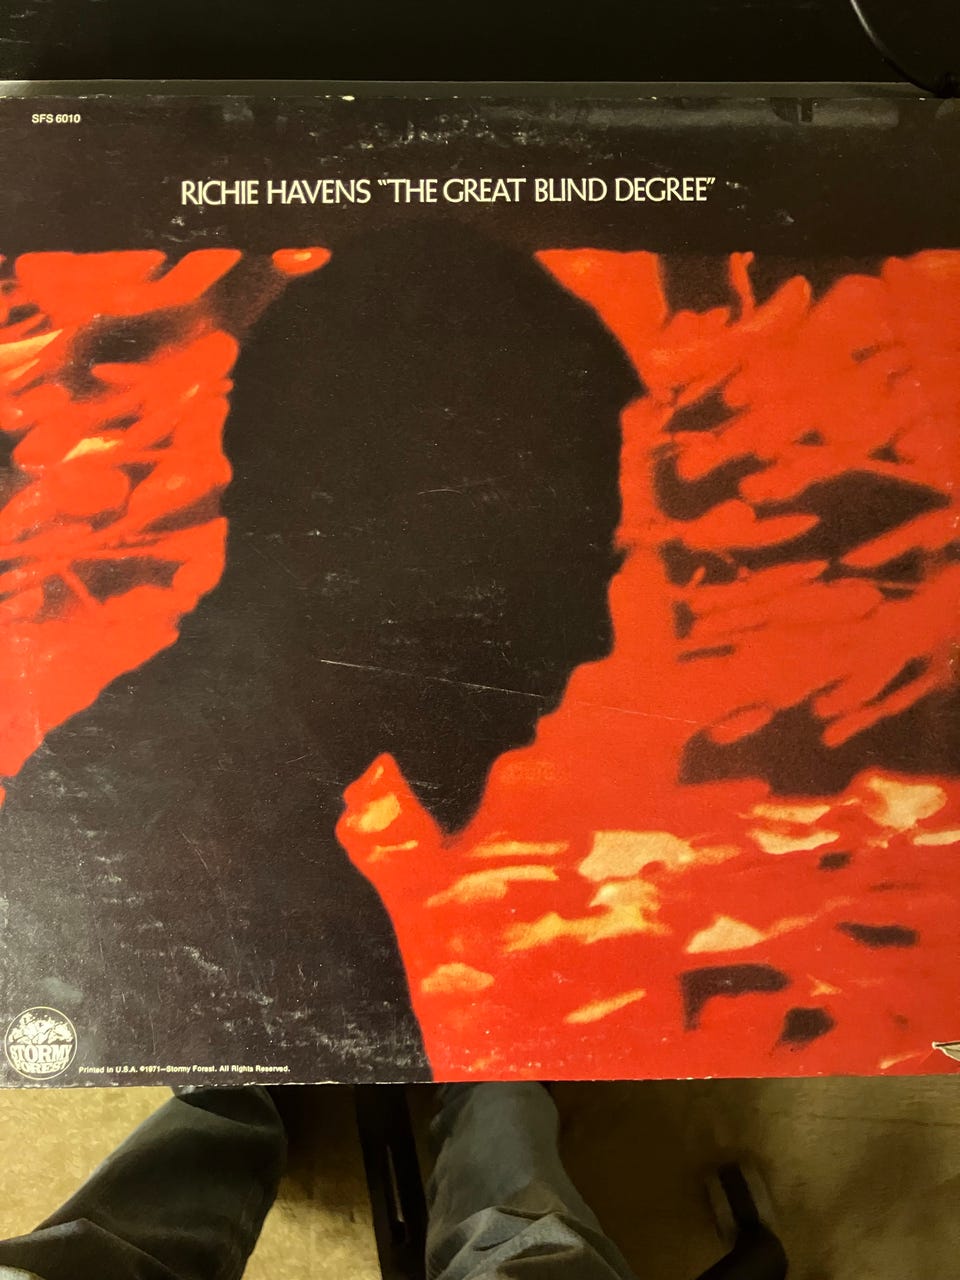 SFS 6010
RICHIE HAVENS “THE GREAT BLIND DEGREE”
STORMY
FOREST
Printed in U.S.A. ℗1971—Stormy Forest. All Rights Reserved.